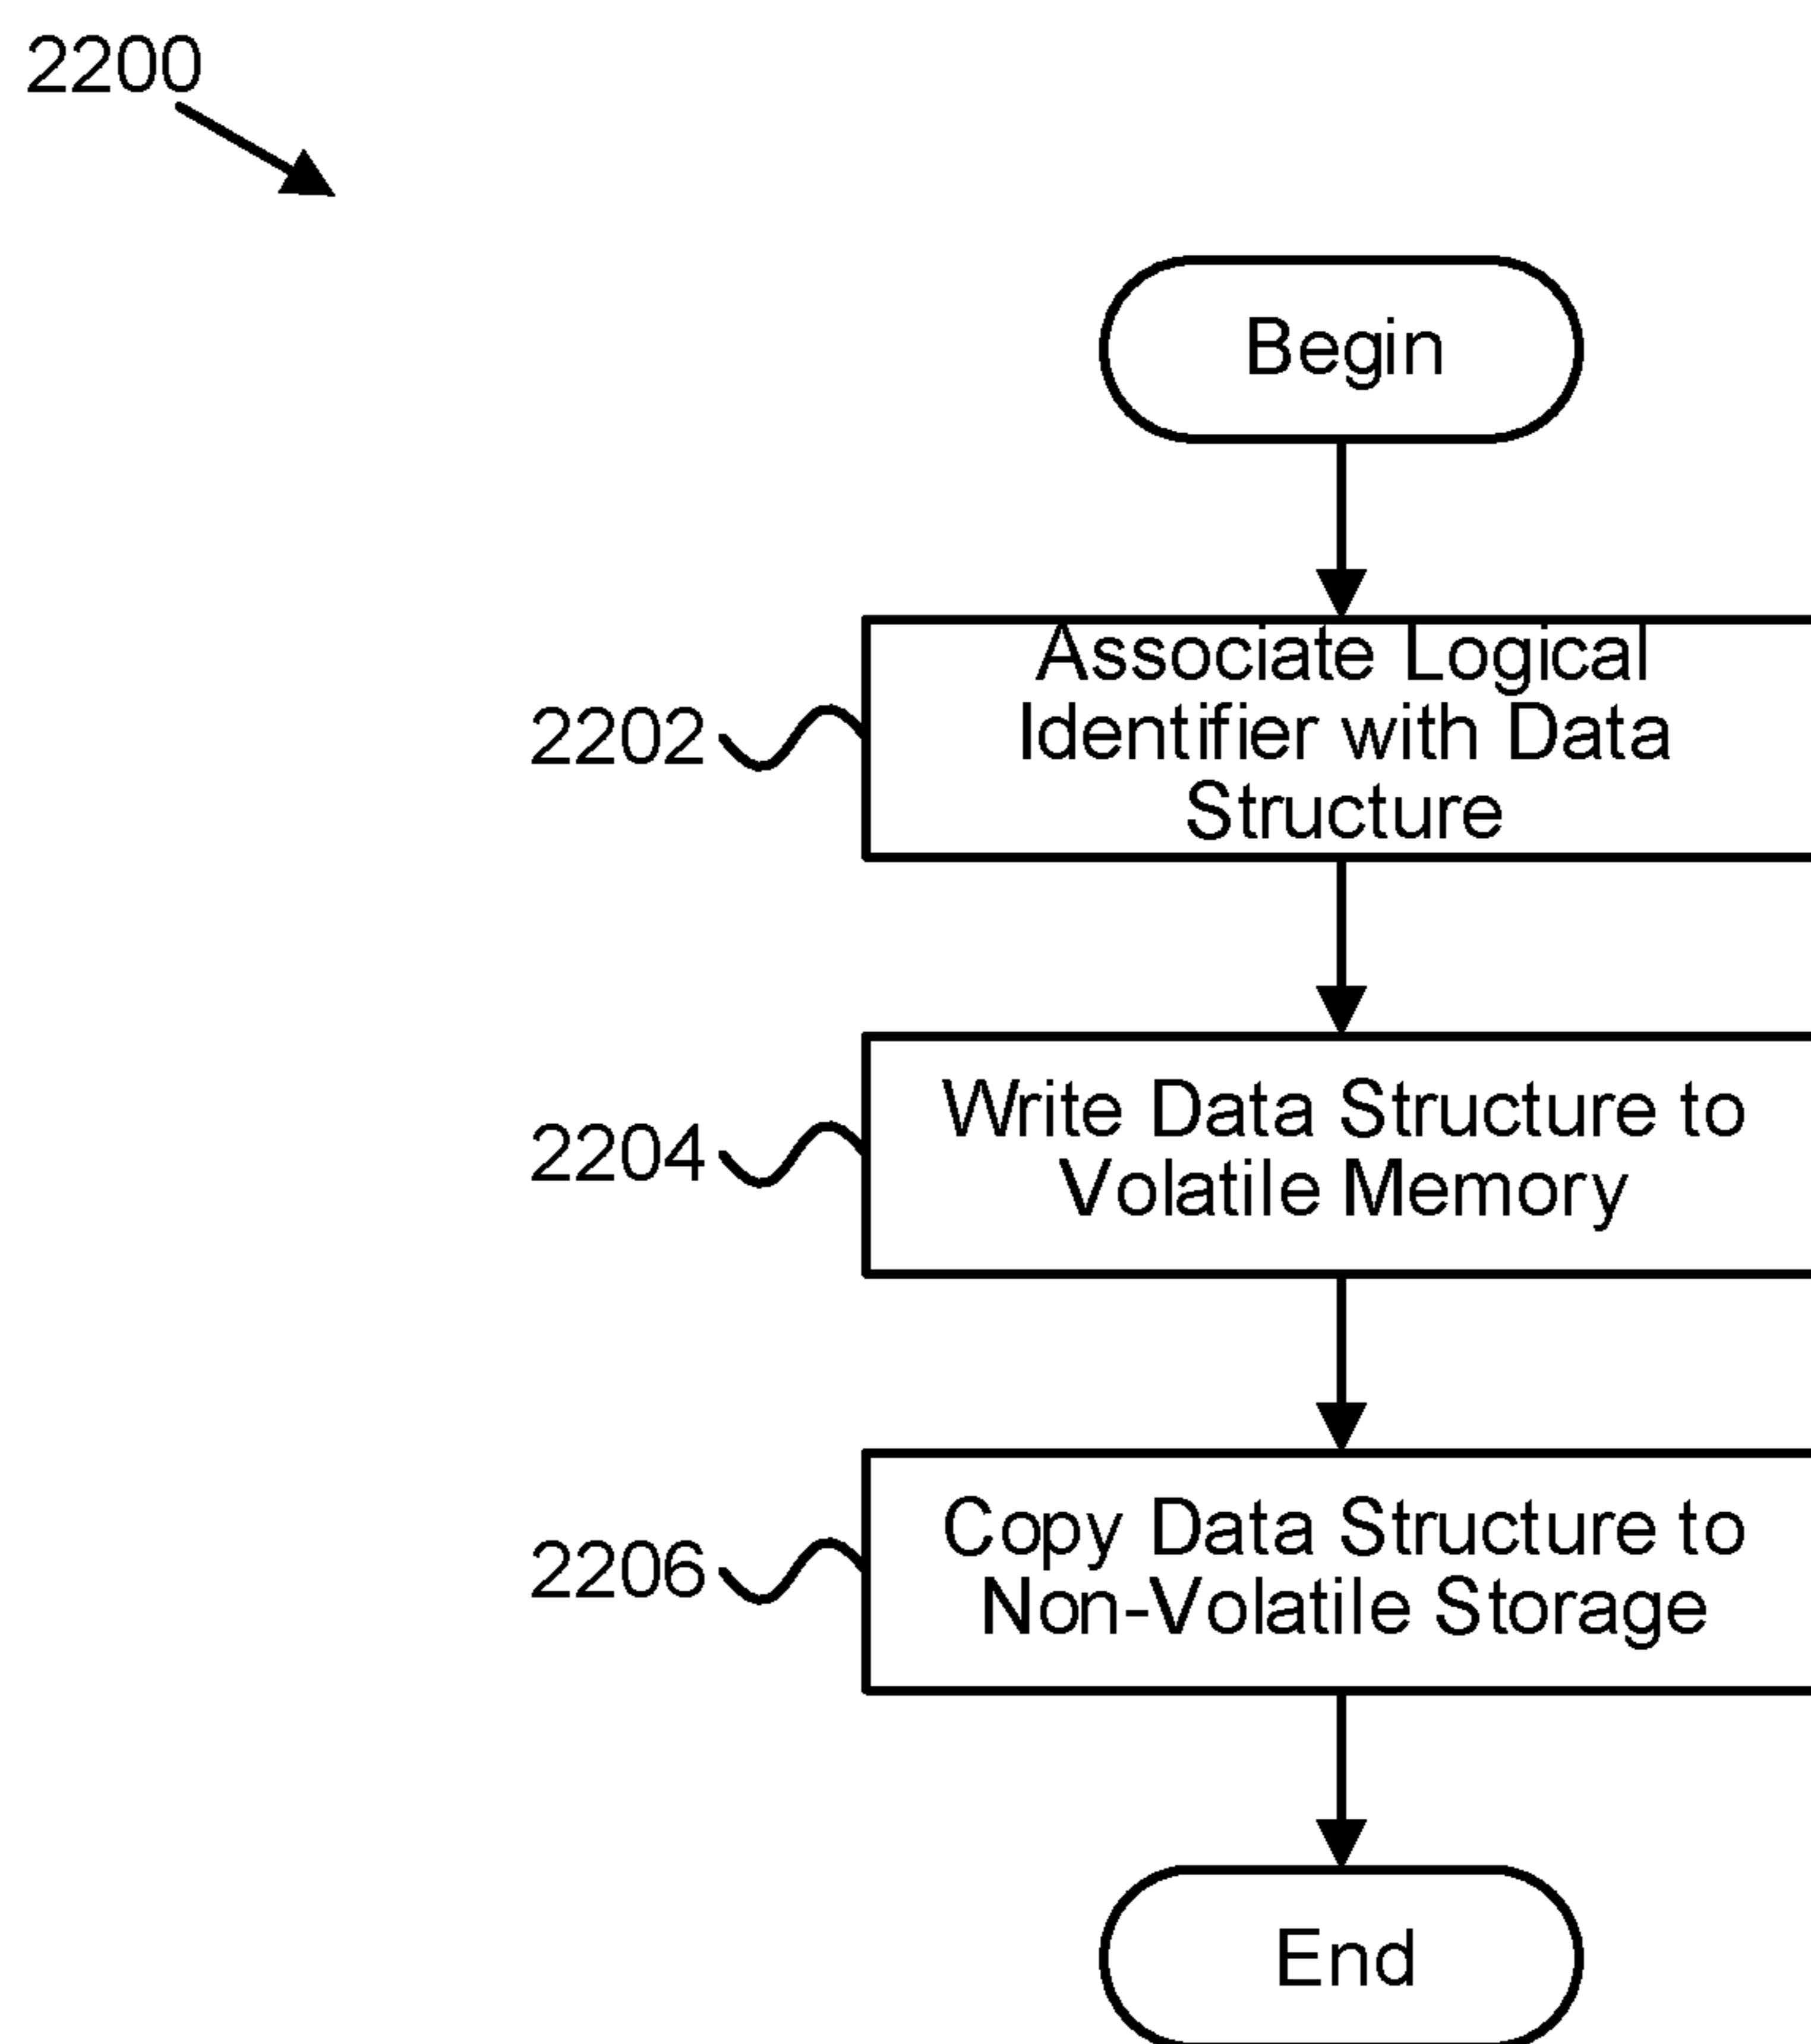 2200
Begin
Associate Logical
Identifier with Data
Structure
2202
Write Data Structure to
Volatile Memory
2204
Copy Data Structure to
Non-Volatile Storage
2206
End